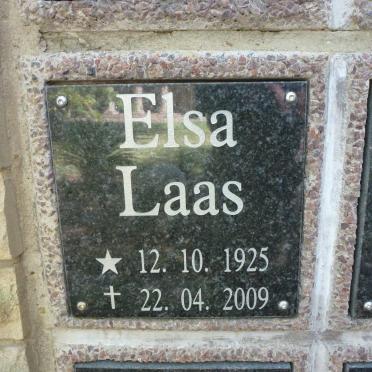 Elsa
Laas
★ 12. 10. 1925
✝ 22. 04. 2009